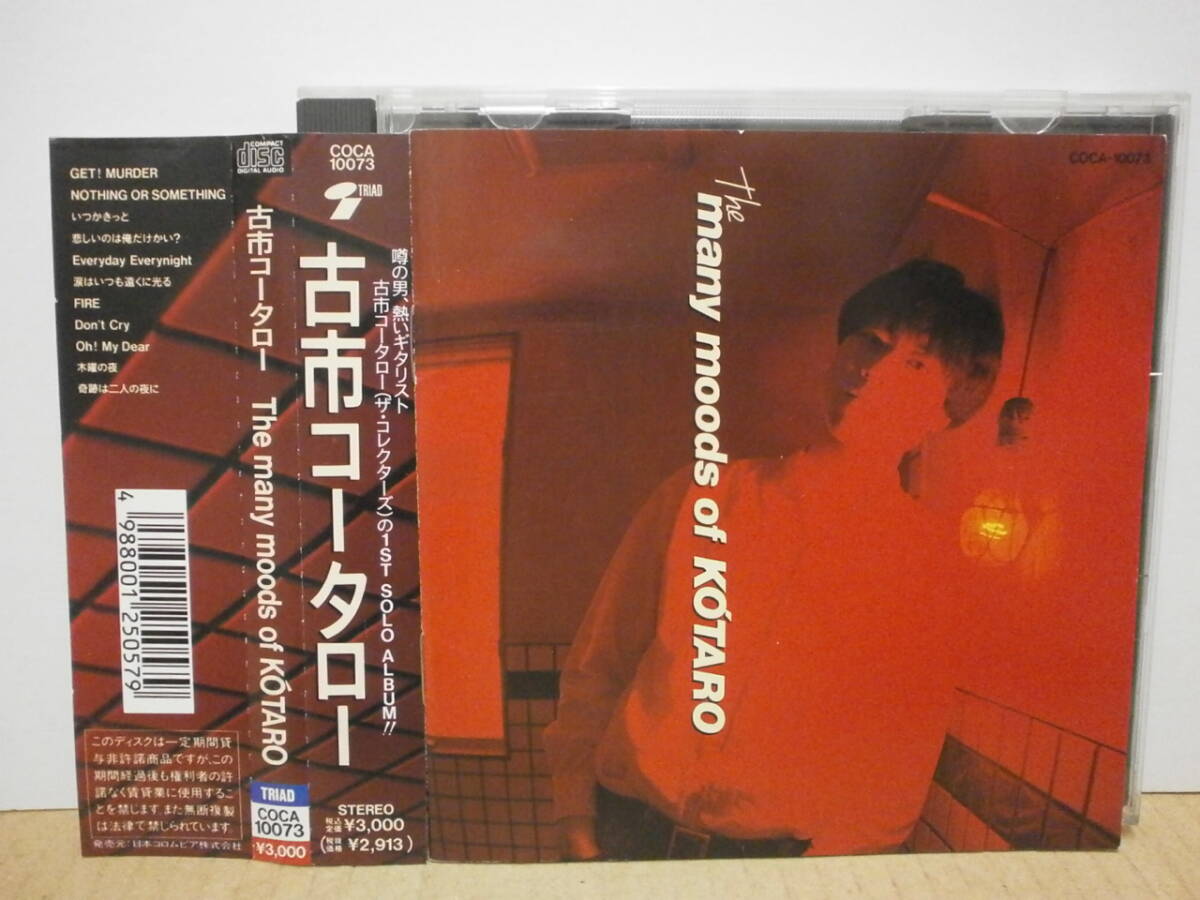 GET! MURDER
NOTHING OR SOMETHING
いつかきっと
悲しいのは俺だけかい?
Everyday Everynight
涙はいつも遠くに光る
FIRE
Don't Cry
Oh! My Dear
木曜の夜
奇跡は二人の夜に
4 988001 250579
このディスクは一定期間貸
与非許諾商品ですが、この
期間経過後も権利者の許
諾なく賃貸業に使用するこ
とを禁じます。また無断複製
は法律で禁じられています。
発売元:日本コロムビア株式会社
COMPACT
disc
DIGITAL AUDIO
古市コータロー The many moods of KÓTARO
TRIAD
COCA
10073
¥3,000
COCA
10073
TRIAD
噂の男、熱いギタリスト
古市コータロー(ザ・コレクターズ)の1ST SOLO ALBUM!!
古市コータロー
STEREO
税込定価 ¥3,000
(税抜価格 ¥2,913)
COCA-10073
The
many moods of KÓTARO